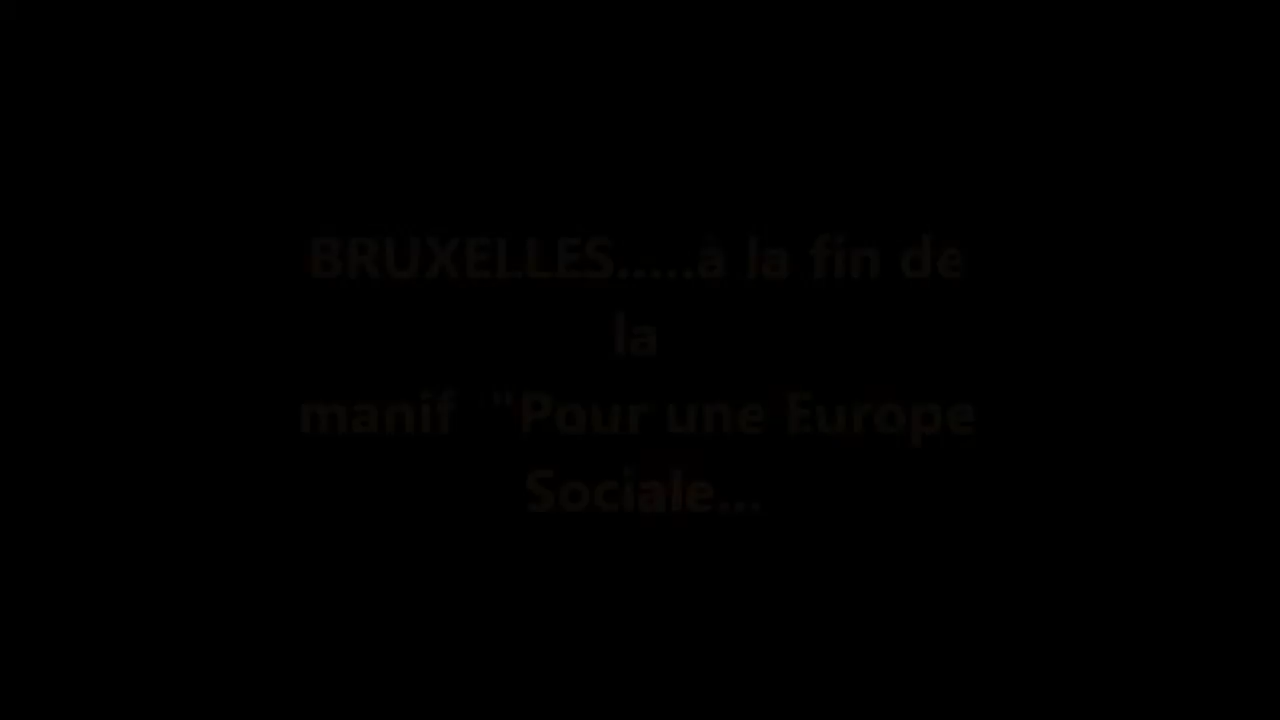 BRUXELLES.....à la fin de
la
manif "Pour une Europe
Sociale...